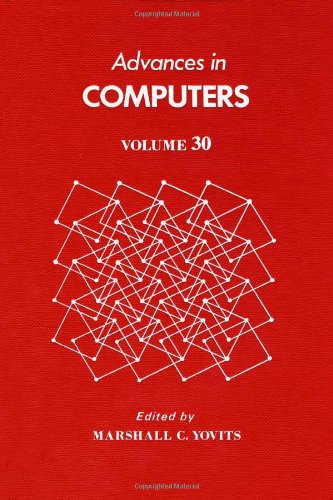 Advances in
COMPUTERS
VOLUME 30
Edited by
MARSHALL C. YOVITS